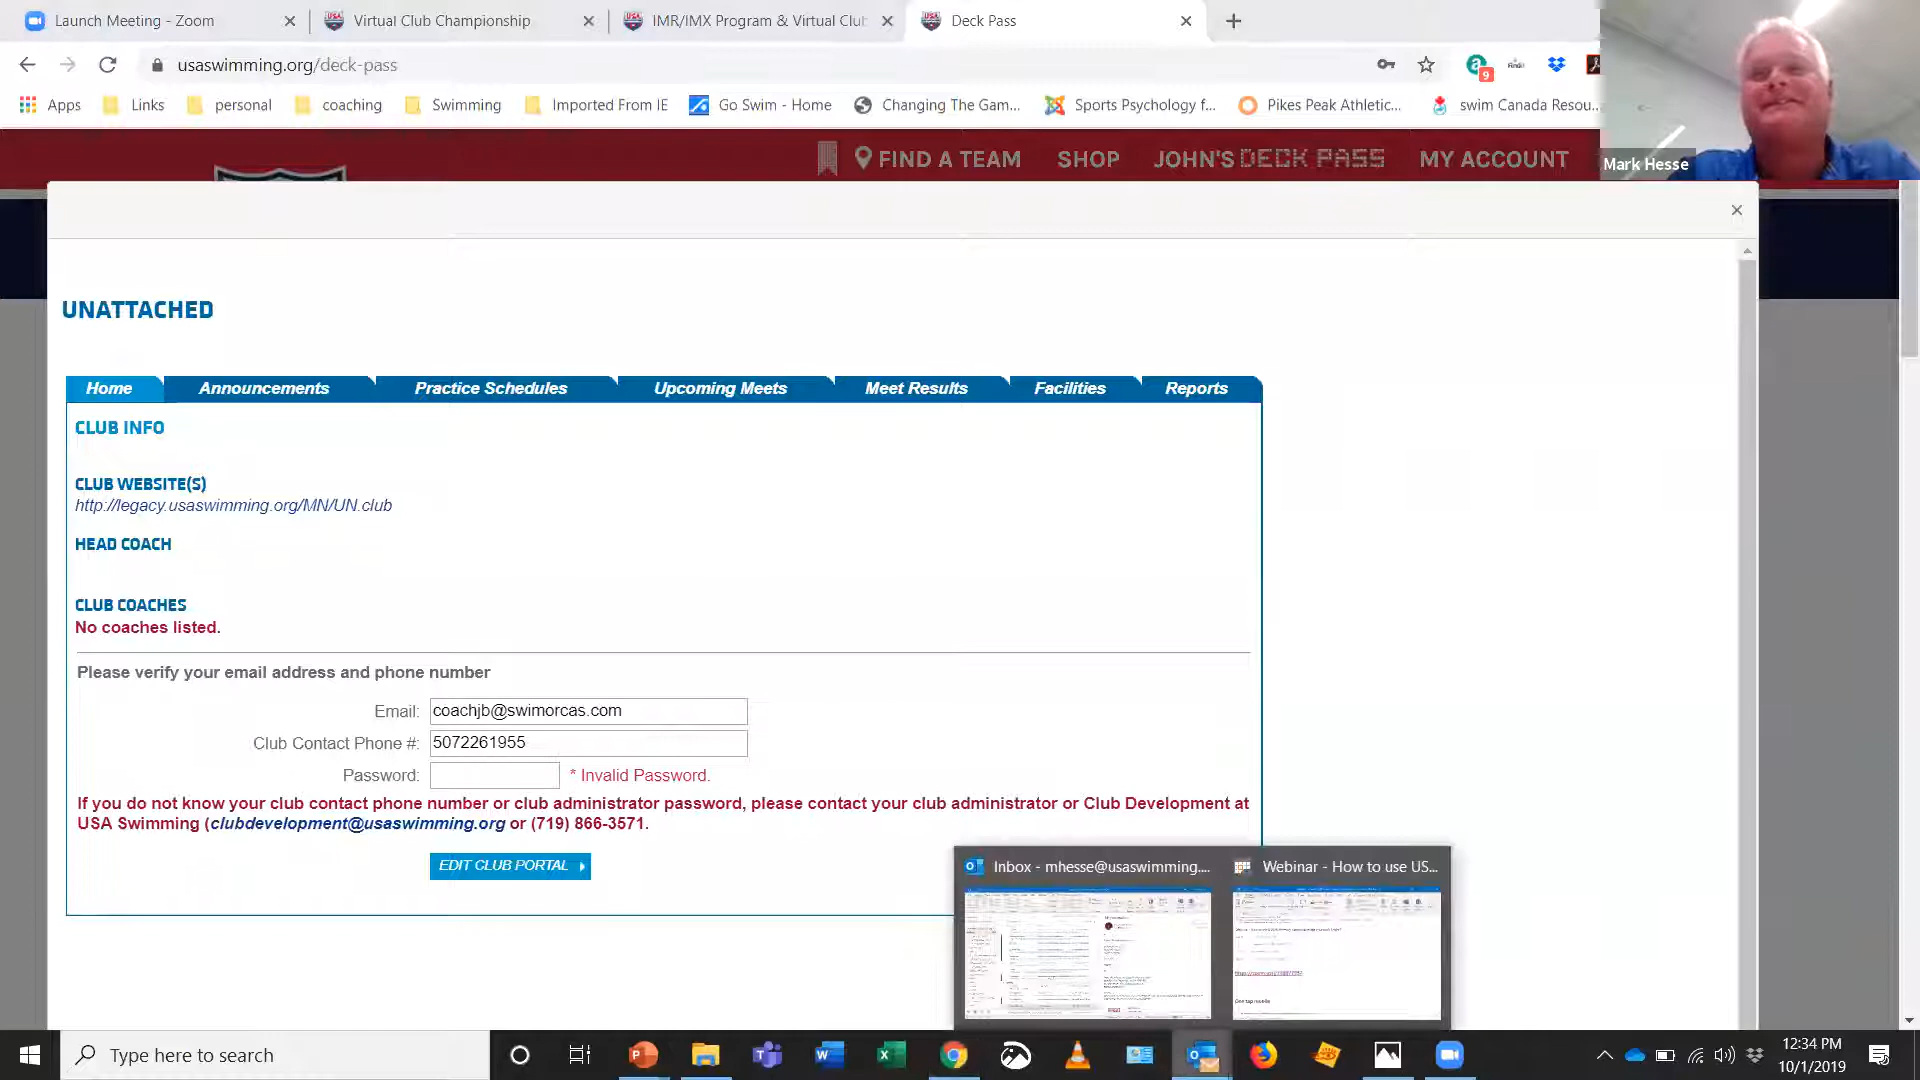 Launch Meeting - Zoom
Virtual Club Championship
IMR/IMX Program & Virtual Clu
Deck Pass
usaswimming.org/deck-pass
9
Apps
Links
personal
coaching
Swimming
Imported From IE
Go Swim - Home
Changing The Gam...
Sports Psychology f...
Pikes Peak Athletic...
swim Canada Resou...
FIND A TEAM
SHOP
JOHN'S DECK PASS
MY ACCOUNT
Mark Hesse
UNATTACHED
Home
Announcements
Practice Schedules
Upcoming Meets
Meet Results
Facilities
Reports
CLUB INFO
CLUB WEBSITE(S)
http://legacy.usaswimming.org/MN/UN.club
HEAD COACH
CLUB COACHES
No coaches listed.
Please verify your email address and phone number
Email: coachjb@swimorcas.com
Club Contact Phone #: 5072261955
Password: * Invalid Password.
If you do not know your club contact phone number or club administrator password, please contact your club administrator or Club Development at
USA Swimming (clubdevelopment@usaswimming.org or (719) 866-3571.
EDIT CLUB PORTAL
Inbox - mhesse@usaswimming....
Webinar - How to use US...
Type here to search
12:34 PM
10/1/2019